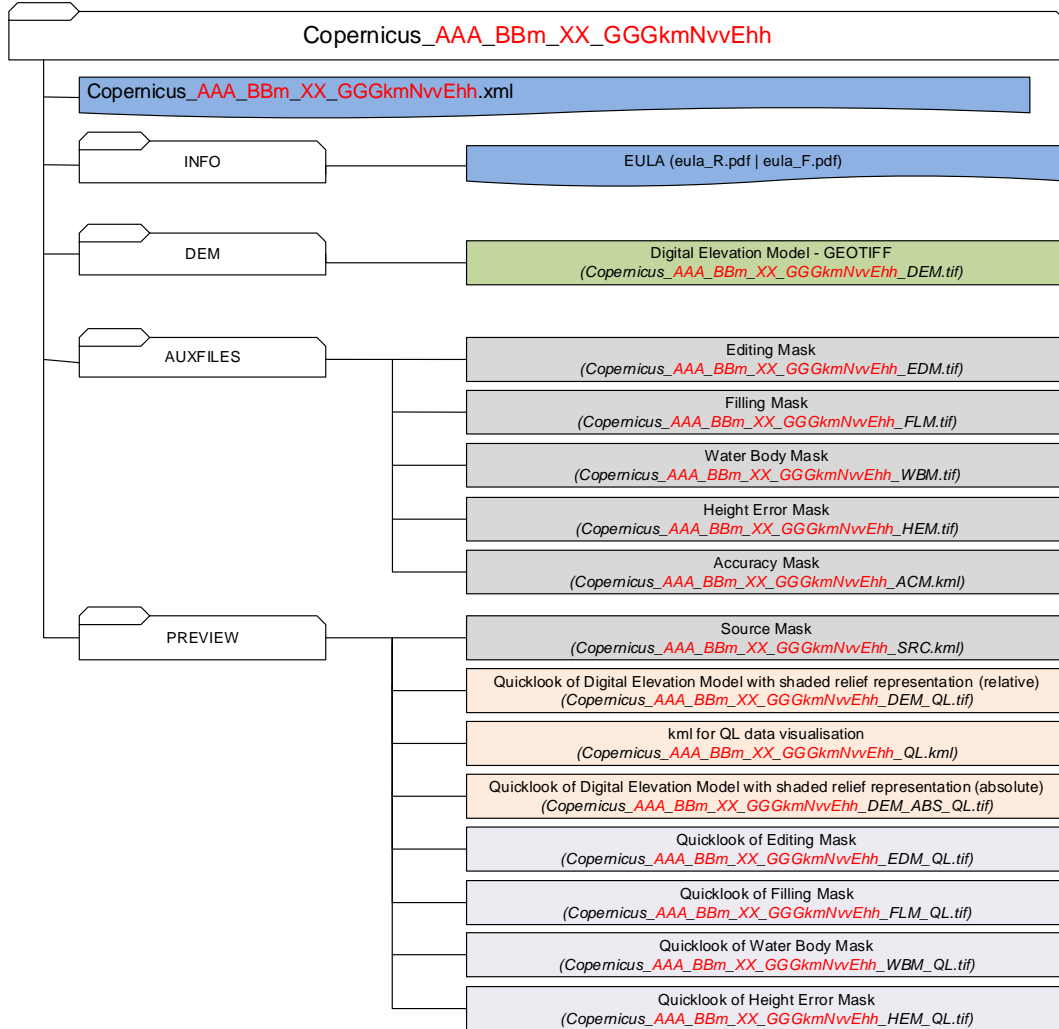 Copernicus_AAA_BBm_XX_GGGkmNvvEhh
Copernicus_AAA_BBm_XX_GGGkmNvvEhh.xml
INFO
EULA (eula_R.pdf | eula_F.pdf)
DEM
Digital Elevation Model - GEOTIFF
(Copernicus_AAA_BBm_XX_GGGkmNvvEhh_DEM.tif)
AUXFILES
Editing Mask
(Copernicus_AAA_BBm_XX_GGGkmNvvEhh_EDM.tif)
Filling Mask
(Copernicus_AAA_BBm_XX_GGGkmNvvEhh_FLM.tif)
Water Body Mask
(Copernicus_AAA_BBm_XX_GGGkmNvvEhh_WBM.tif)
Height Error Mask
(Copernicus_AAA_BBm_XX_GGGkmNvvEhh_HEM.tif)
Accuracy Mask
(Copernicus_AAA_BBm_XX_GGGkmNvvEhh_ACM.kml)
PREVIEW
Source Mask
(Copernicus_AAA_BBm_XX_GGGkmNvvEhh_SRC.kml)
Quicklook of Digital Elevation Model with shaded relief representation (relative)
(Copernicus_AAA_BBm_XX_GGGkmNvvEhh_DEM_QL.tif)
kml for QL data visualisation
(Copernicus_AAA_BBm_XX_GGGkmNvvEhh_QL.kml)
Quicklook of Digital Elevation Model with shaded relief representation (absolute)
(Copernicus_AAA_BBm_XX_GGGkmNvvEhh_DEM_ABS_QL.tif)
Quicklook of Editing Mask
(Copernicus_AAA_BBm_XX_GGGkmNvvEhh_EDM_QL.tif)
Quicklook of Filling Mask
(Copernicus_AAA_BBm_XX_GGGkmNvvEhh_FLM_QL.tif)
Quicklook of Water Body Mask
(Copernicus_AAA_BBm_XX_GGGkmNvvEhh_WBM_QL.tif)
Quicklook of Height Error Mask
(Copernicus_AAA_BBm_XX_GGGkmNvvEhh_HEM_QL.tif)